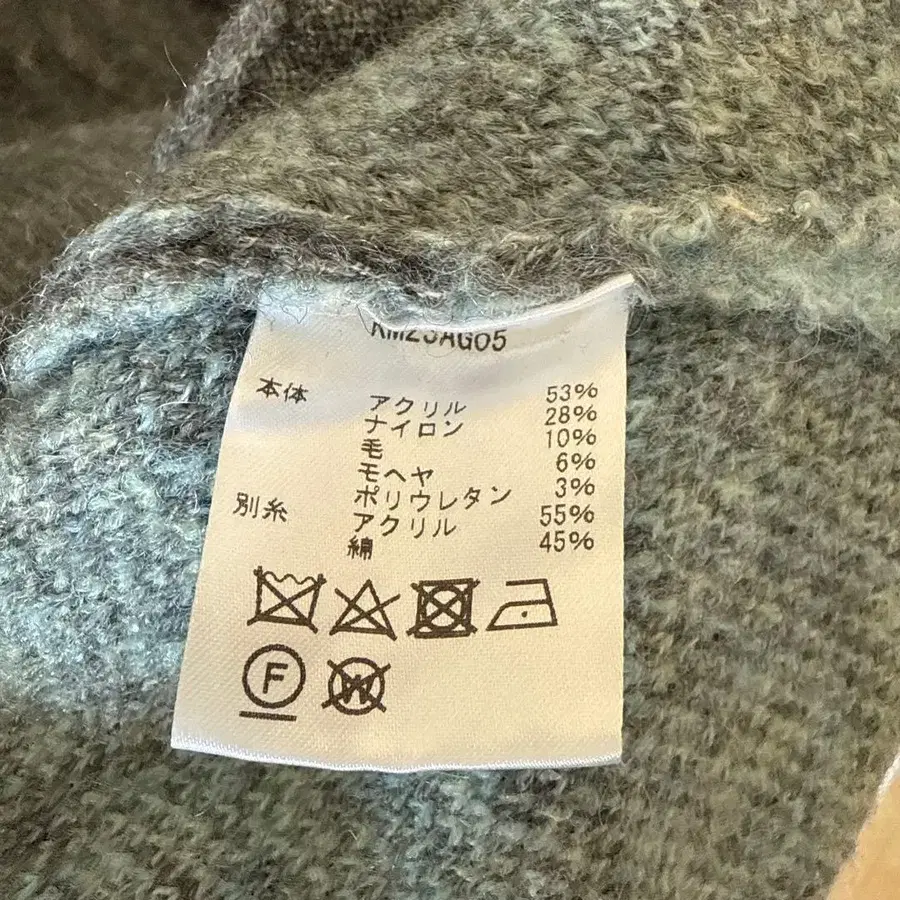 KM23AG05
本体 アクリル 53%
ナイロン 28%
毛 10%
モヘヤ 6%
ポリウレタン 3%
別糸 アクリル 55%
綿 45%
F W